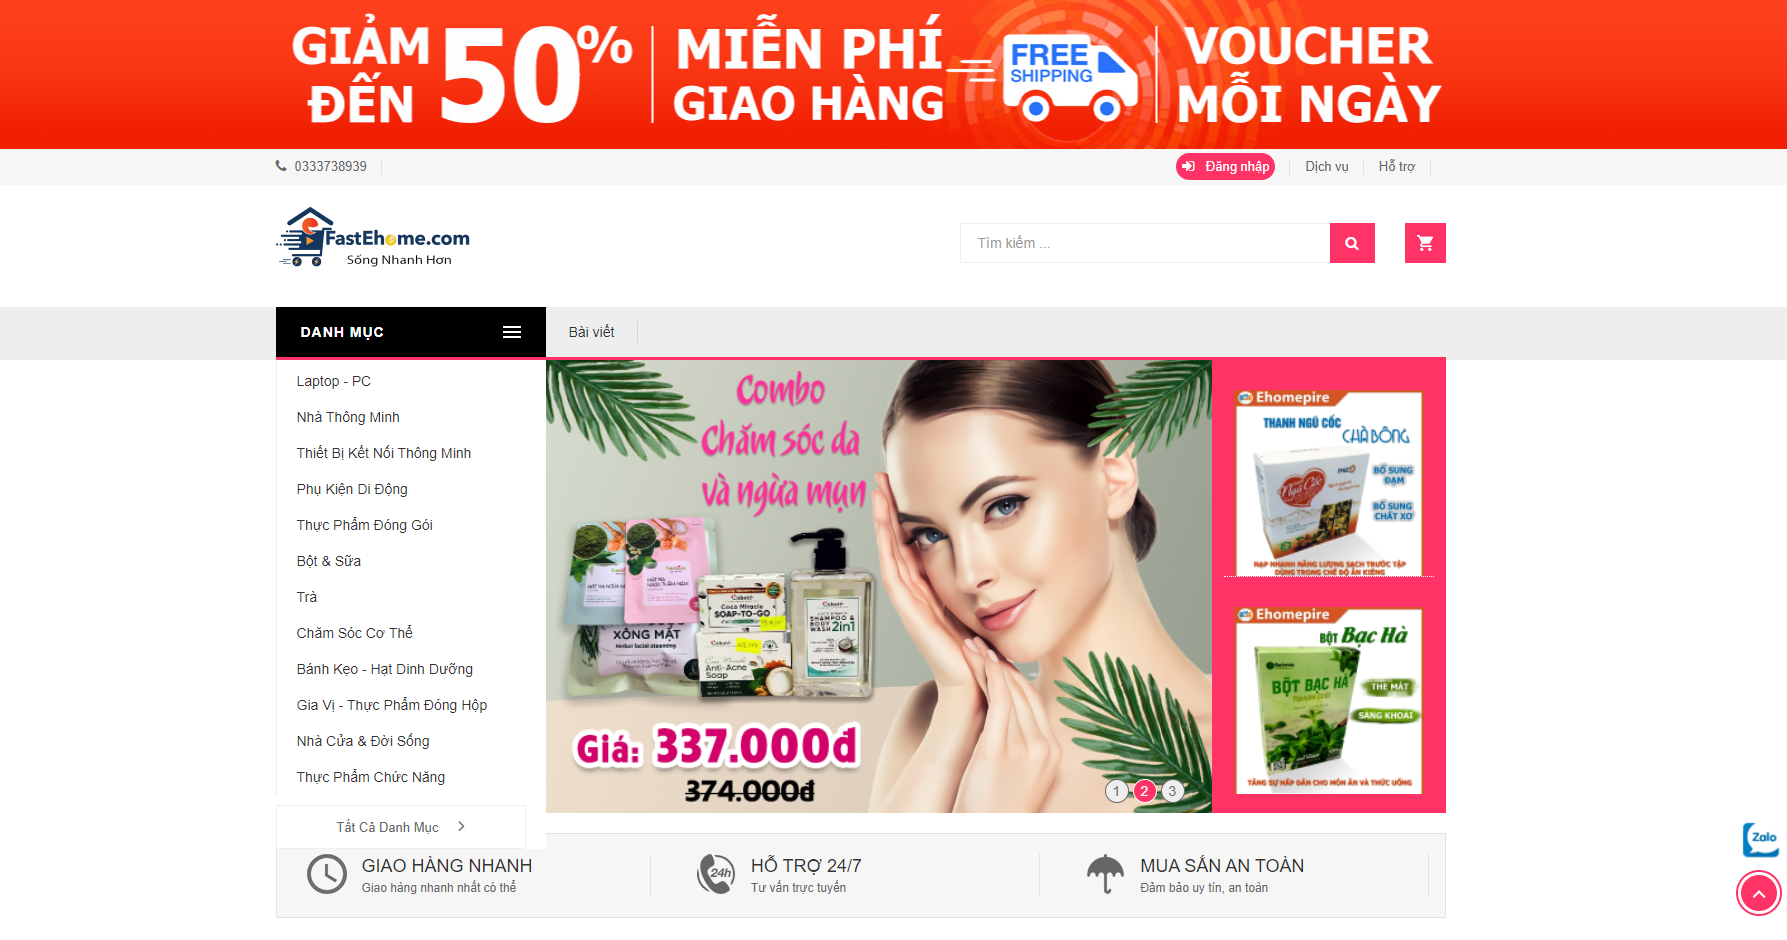 GIẢM
ĐẾN
50%
MIỄN PHÍ
GIAO HÀNG
FREE
SHIPPING
VOUCHER
MỖI NGÀY
0333738939
Đăng nhập
Dịch vụ
Hỗ trợ
FastEhome.com
Sống Nhanh Hơn
Tìm kiếm ...
DANH MỤC
Bài viết
Laptop - PC
Nhà Thông Minh
Thiết Bị Kết Nối Thông Minh
Phụ Kiện Di Động
Thực Phẩm Đóng Gói
Bột & Sữa
Trà
Chăm Sóc Cơ Thể
Bánh Kẹo - Hạt Dinh Dưỡng
Gia Vị - Thực Phẩm Đóng Hộp
Nhà Cửa & Đời Sống
Thực Phẩm Chức Năng
Tất Cả Danh Mục
Combo
Chăm sóc da
và ngừa mụn
XÔNG MẶT
Herbal facial steaming
Coco Miracle
SOAP-TO-GO
Anti-Acne
Soap
SHAMPOO &
BODY WASH
2in1
Giá: 337.000đ
374.000đ
1 2 3
Ehomepire
THANH NGŨ CỐC
CHÀ BÔNG
Ngũ Cốc
BỔ SUNG
ĐẠM
BỔ SUNG
CHẤT XƠ
NẠP NHANH NĂNG LƯỢNG SẠCH TRƯỚC TẬP
DÙNG TRONG CHẾ ĐỘ ĂN KIÊNG
Ehomepire
BỘT BẠC HÀ
BỘT BẠC HÀ
THE MÁT
SẢNG KHOÁI
TĂNG SỰ HẤP DẪN CHO MÓN ĂN VÀ THỨC UỐNG
GIAO HÀNG NHANH
Giao hàng nhanh nhất có thể
24h
HỖ TRỢ 24/7
Tư vấn trực tuyến
MUA SẮN AN TOÀN
Đảm bảo uy tín, an toàn
Zalo